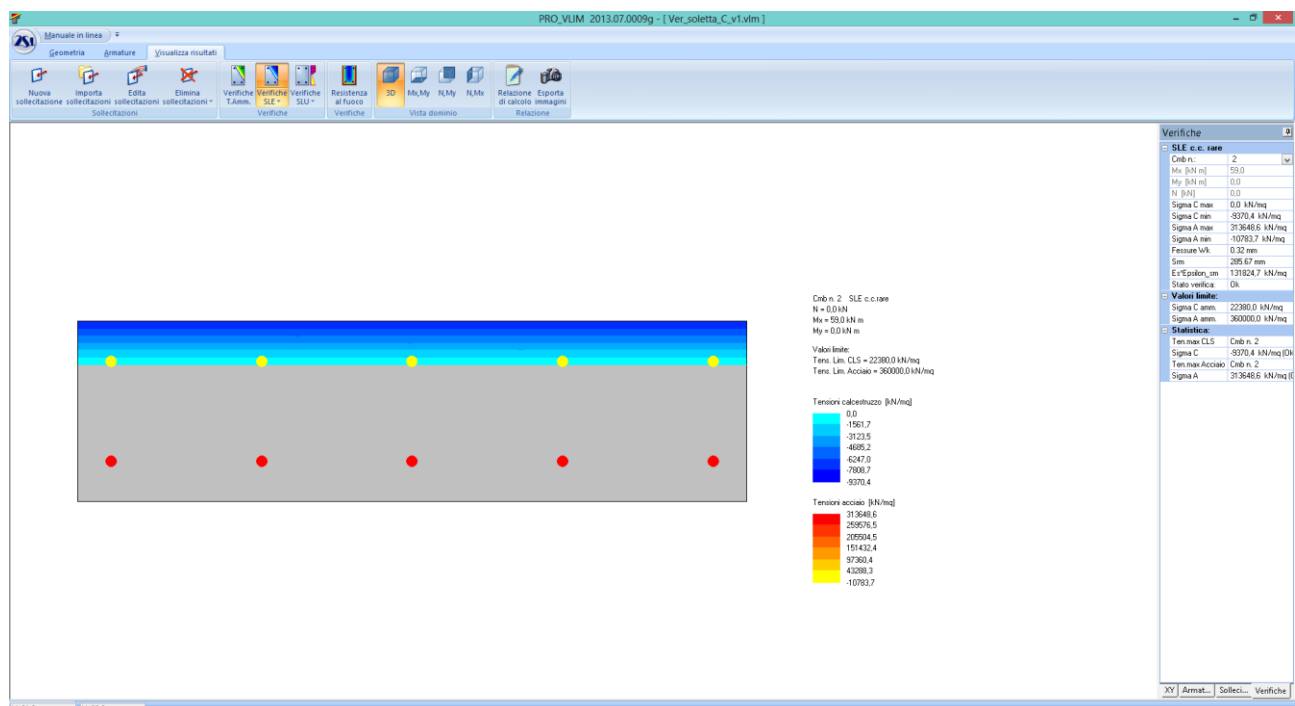 PRO_VLIM 2013.07.0009g - [ Ver_soletta_C_v1.vlm ]
2SI Manuale in linea
Geometria Armature Visualizza risultati
Nuova sollecitazione
Importa sollecitazioni
Edita sollecitazioni
Elimina sollecitazioni
Verifiche T.Amm.
Verifiche SLE
Verifiche SLU
Resistenza al fuoco
3D Mx,My N,My N,Mx
Relazione di calcolo
Esporta immagini
Sollecitazioni Verifiche Verifiche Vista dominio Relazione
Cmb n. 2 SLE c.c.rare
N = 0,0 kN
Mx = 59,0 kN m
My = 0,0 kN m
Valori limite:
Tens. Lim. CLS = 22380,0 kN/mq
Tens. Lim. Acciaio = 360000,0 kN/mq
Tensioni calcestruzzo [kN/mq]
0,0
-1561,7
-3123,5
-4685,2
-6247,0
-7808,7
-9370,4
Tensioni acciaio [kN/mq]
313648,6
259576,5
205504,5
151432,4
97360,4
43288,3
-10783,7
Verifiche
SLE c.c. rare
Cmb n.: 2
Mx [kN m] 59,0
My [kN m] 0,0
N [kN] 0,0
Sigma C max 0,0 kN/mq
Sigma C min -9370,4 kN/mq
Sigma A max 313648,6 kN/mq
Sigma A min -10783,7 kN/mq
Fessure Wk 0.32 mm
Srm 285.67 mm
Es*Epsilon_sm 131824,7 kN/mq
Stato verifica: Ok
Valori limite:
Sigma C amm. 22380,0 kN/mq
Sigma A amm. 360000,0 kN/mq
Statistica:
Ten.max CLS Cmb n. 2
Sigma C -9370,4 kN/mq (Ok
Ten.max Acciaio Cmb n. 2
Sigma A 313648,6 kN/mq (O
XY Armat... Solleci... Verifiche